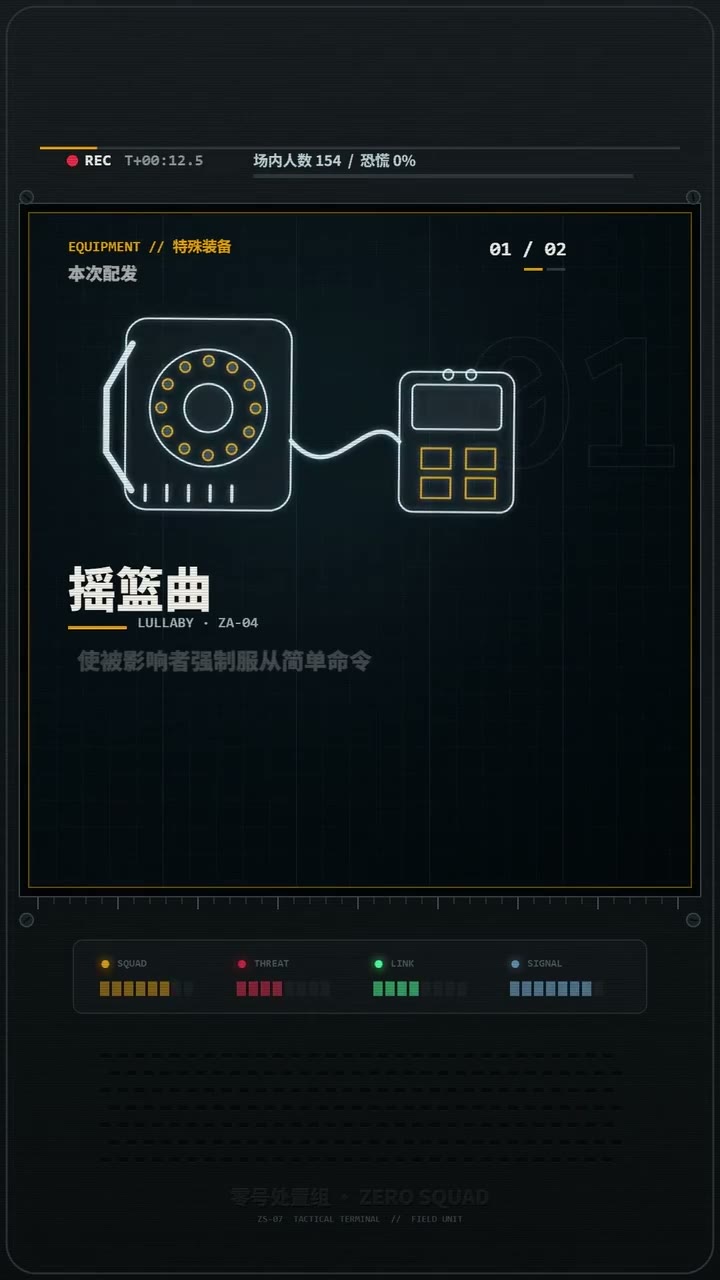 REC T+00:12.5 场内人数 154 / 恐慌 0%
EQUIPMENT // 特殊装备
01 / 02
本次配发
01
摇篮曲
LULLABY · ZA-04
使被影响者强制服从简单命令
SQUAD THREAT LINK SIGNAL
零号处置组 · ZERO SQUAD
ZS-07 TACTICAL TERMINAL // FIELD UNIT